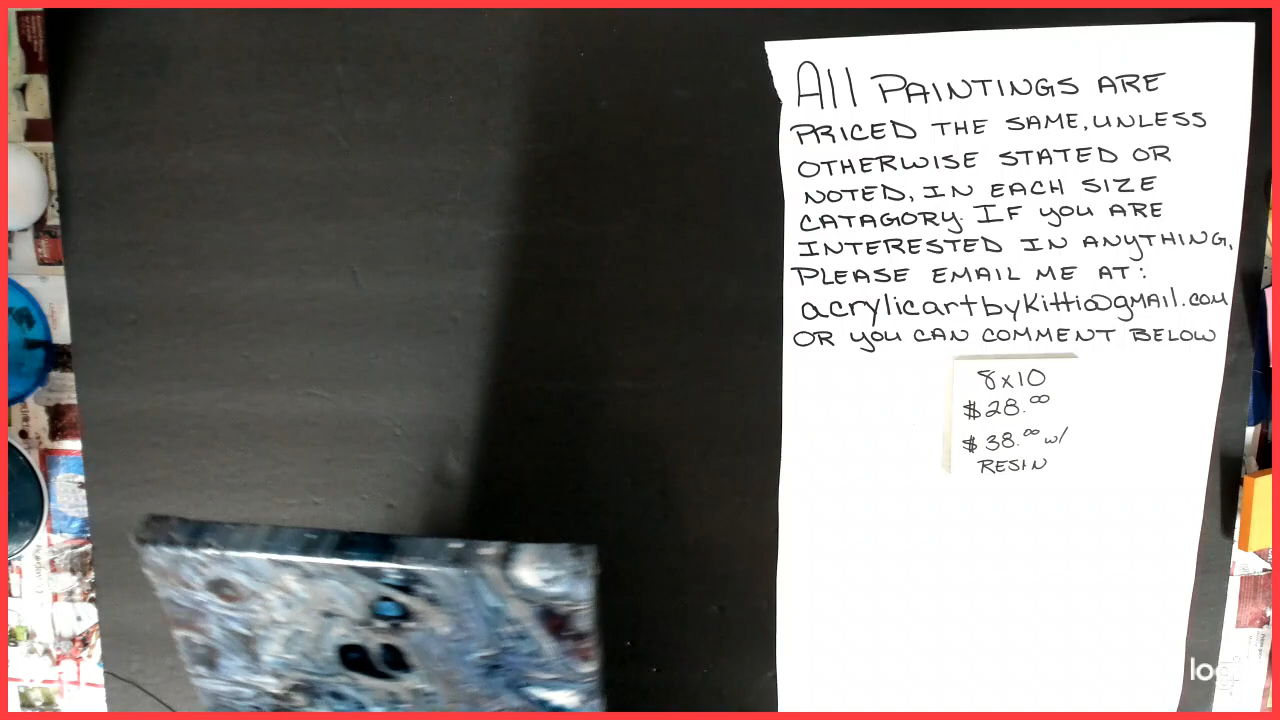 All PAINTINGS ARE
PRICED THE SAME, UNLESS
OTHERWISE STATED OR
NOTED, IN EACH SIZE
CATAGORY. IF YOU ARE
INTERESTED IN ANYTHING,
PLEASE EMAIL ME AT:
acrylicartbykitti@gmail.com
OR YOU CAN COMMENT BELOW
8x10
$28.00
$38.00 w/
RESIN